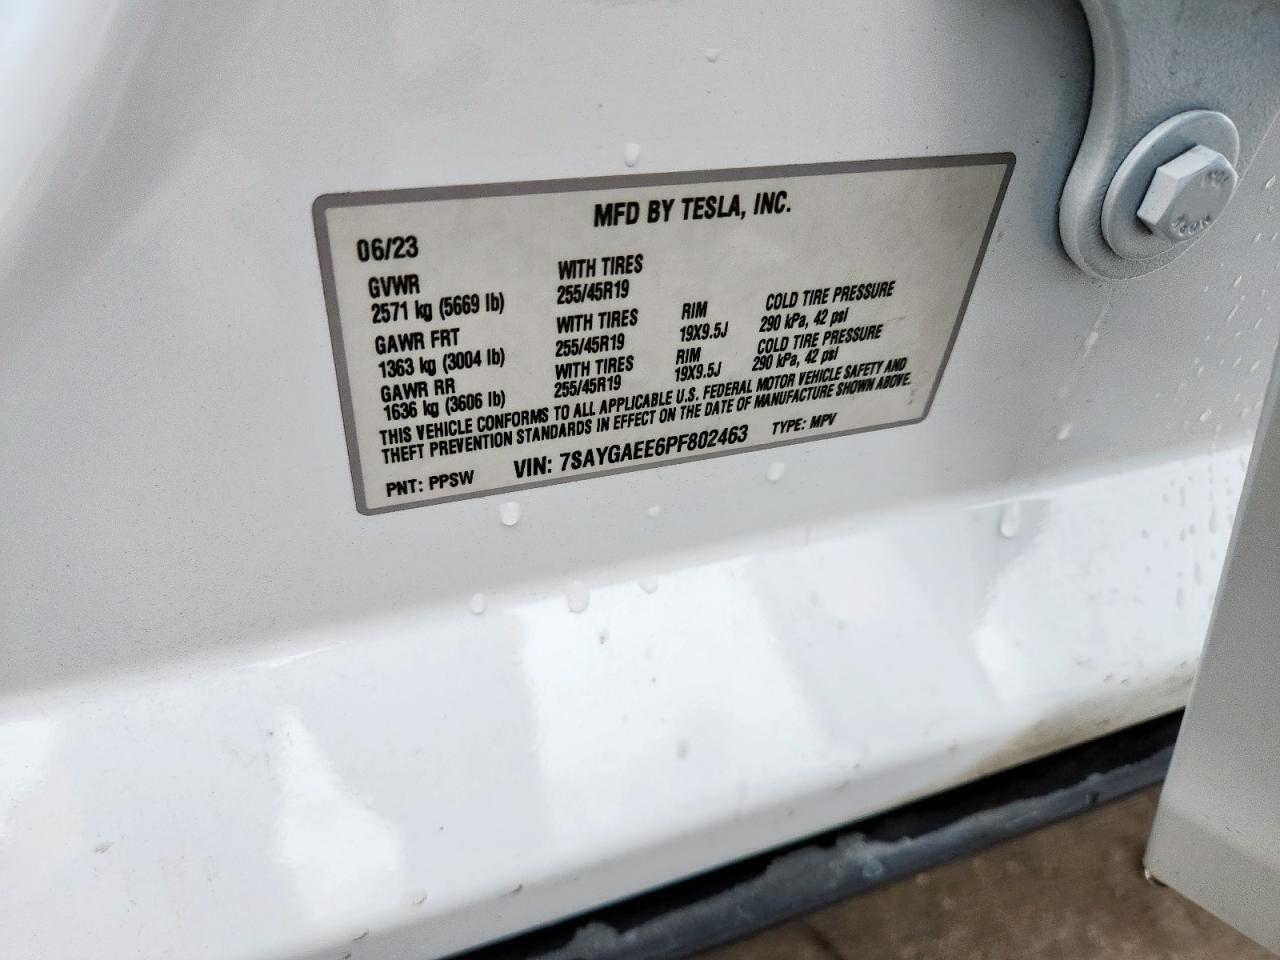 MFD BY TESLA, INC.
06/23
GVWR
2571 kg (5669 lb)
WITH TIRES
255/45R19
GAWR FRT
1363 kg (3004 lb)
WITH TIRES
255/45R19
RIM
19X9.5J
COLD TIRE PRESSURE
290 kPa, 42 psi
GAWR RR
1636 kg (3606 lb)
WITH TIRES
255/45R19
RIM
19X9.5J
COLD TIRE PRESSURE
290 kPa, 42 psi
THIS VEHICLE CONFORMS TO ALL APPLICABLE U.S. FEDERAL MOTOR VEHICLE SAFETY AND
THEFT PREVENTION STANDARDS IN EFFECT ON THE DATE OF MANUFACTURE SHOWN ABOVE.
PNT: PPSW VIN: 7SAYGAEE6PF802463 TYPE: MPV